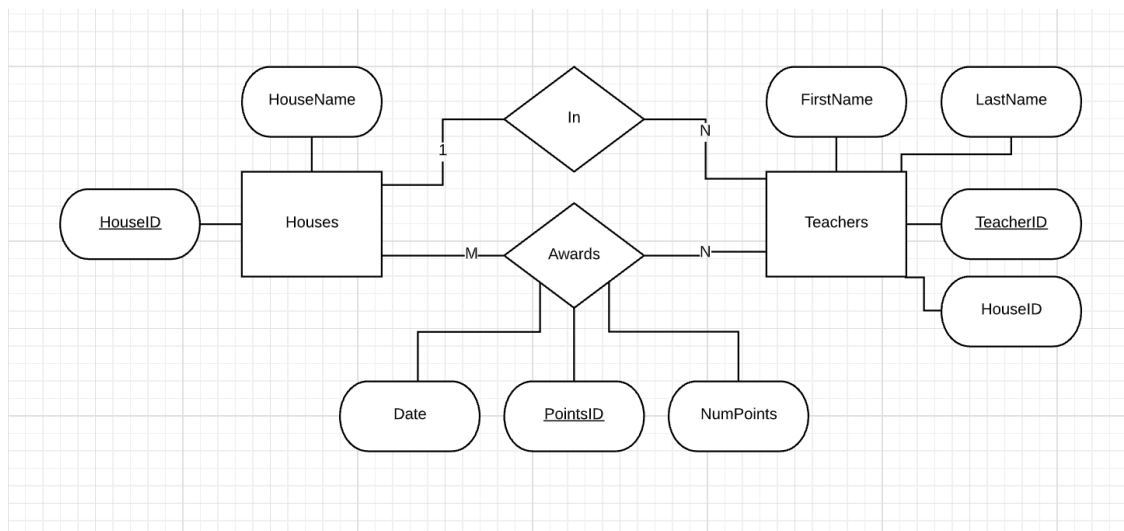 HouseName
In
FirstName
LastName
1
N
HouseID
Houses
Teachers
TeacherID
M
Awards
N
HouseID
Date
PointsID
NumPoints